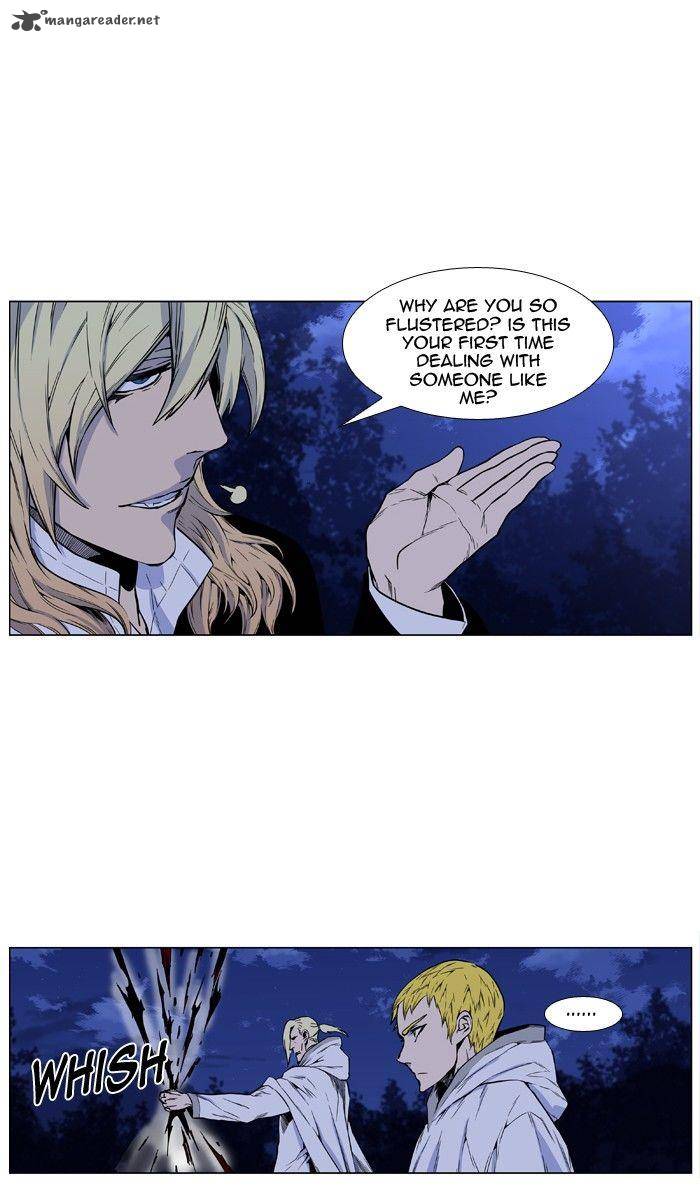 mangareader.net
WHY ARE YOU SO
FLUSTERED? IS THIS
YOUR FIRST TIME
DEALING WITH
SOMEONE LIKE
ME?
......
WHISH